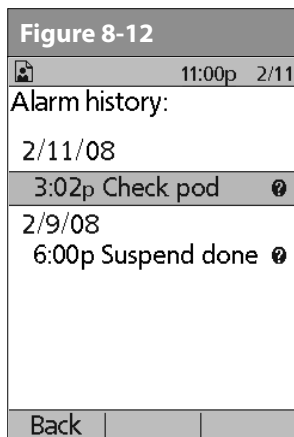 Figure 8-12
11:00p 2/11
Alarm history:
2/11/08
3:02p Check pod ?
2/9/08
6:00p Suspend done ?
Back